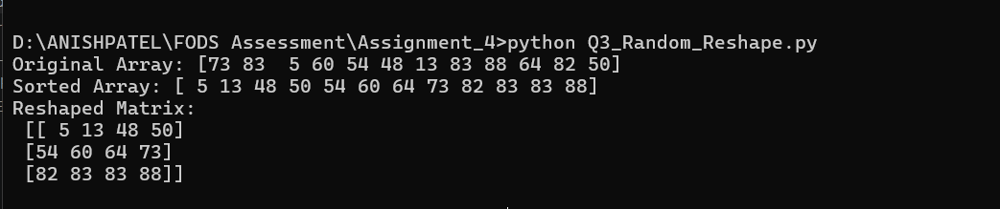 D:\ANISHPATEL\FODS Assessment\Assignment_4>python Q3_Random_Reshape.py
Original Array: [73 83  5 60 54 48 13 83 88 64 82 50]
Sorted Array: [ 5 13 48 50 54 60 64 73 82 83 83 88]
Reshaped Matrix:
 [[ 5 13 48 50]
 [54 60 64 73]
 [82 83 83 88]]